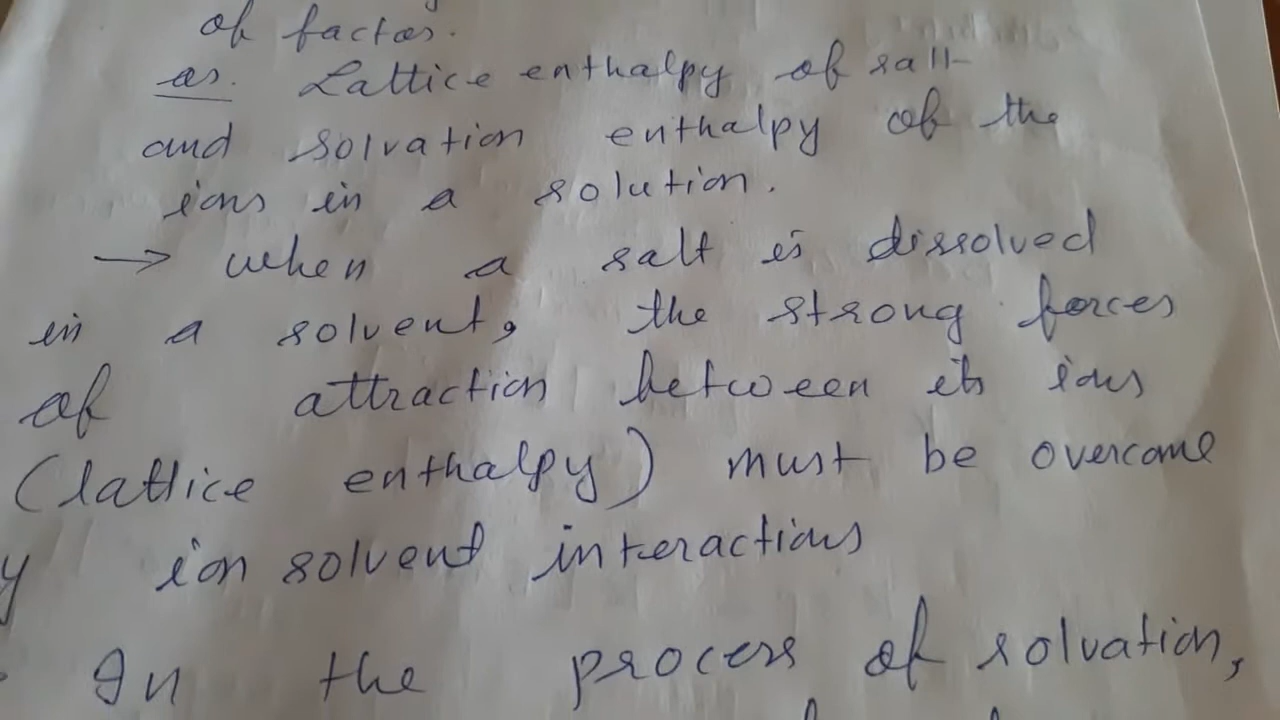 of factos.
as. Lattice enthalpy of salt
and solvation enthalpy of the
ions in a solution.
→ when a salt is dissolved
in a solvent, the strong forces
of attraction between its ions
(lattice enthalpy) must be overcome
y ion solvent interactions
In the process of solvation,